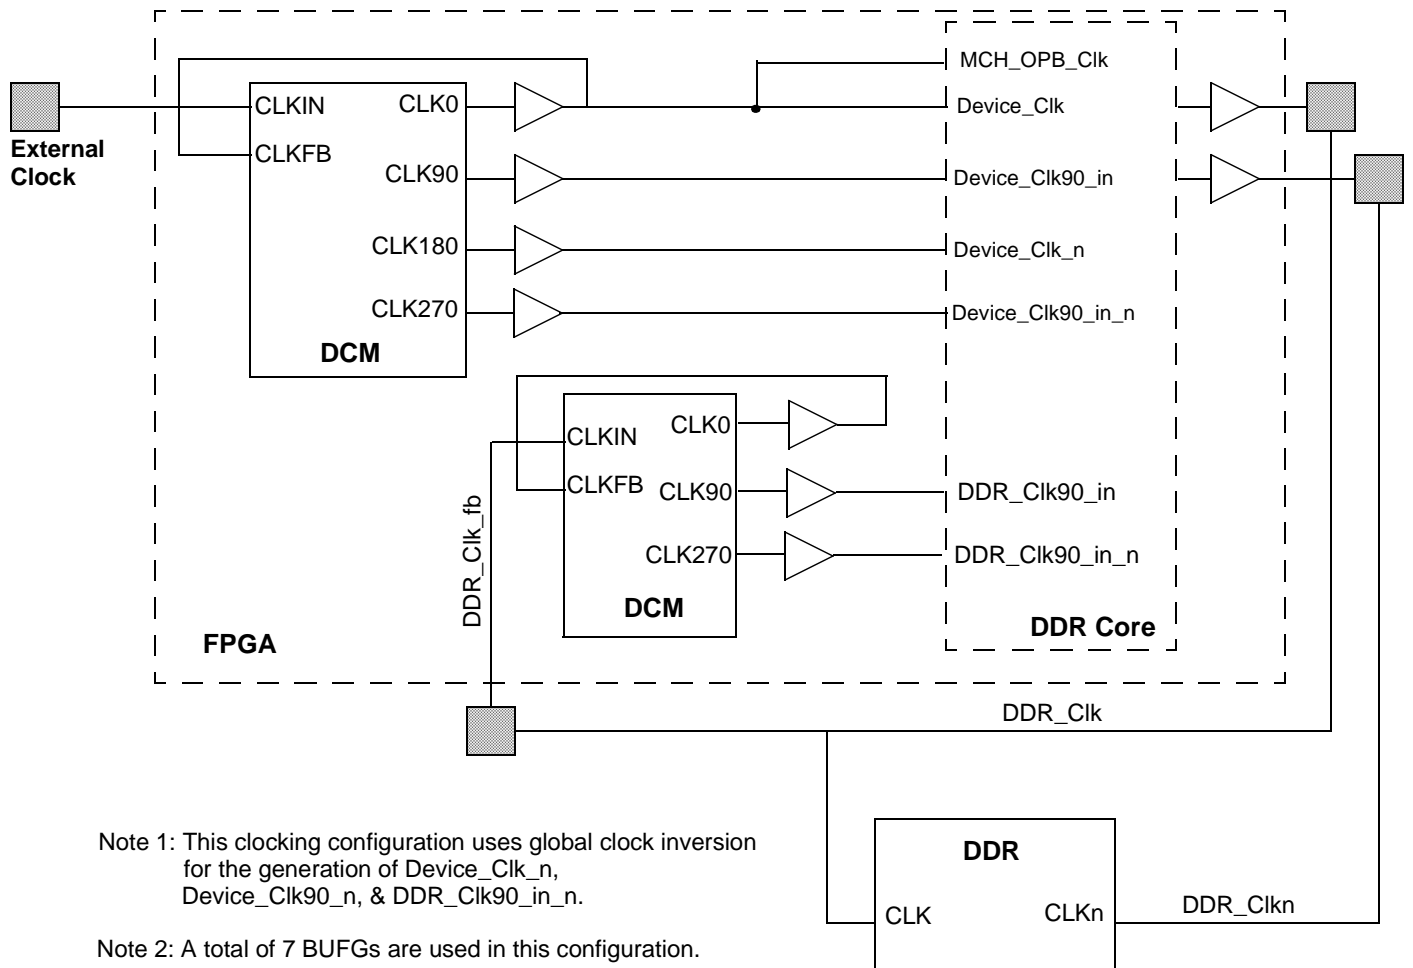 MCH_OPB_Clk
CLKIN
CLK0
Device_Clk
External
Clock
CLKFB
CLK90
Device_Clk90_in
CLK180
Device_Clk_n
CLK270
Device_Clk90_in_n
DCM
CLKIN
CLK0
CLKFB
CLK90
DDR_Clk90_in
DDR_Clk_fb
CLK270
DDR_Clk90_in_n
DCM
DDR Core
FPGA
DDR_Clk
Note 1: This clocking configuration uses global clock inversion
for the generation of Device_Clk_n,
Device_Clk90_n, & DDR_Clk90_in_n.
DDR
CLK
CLKn
DDR_Clkn
Note 2: A total of 7 BUFGs are used in this configuration.